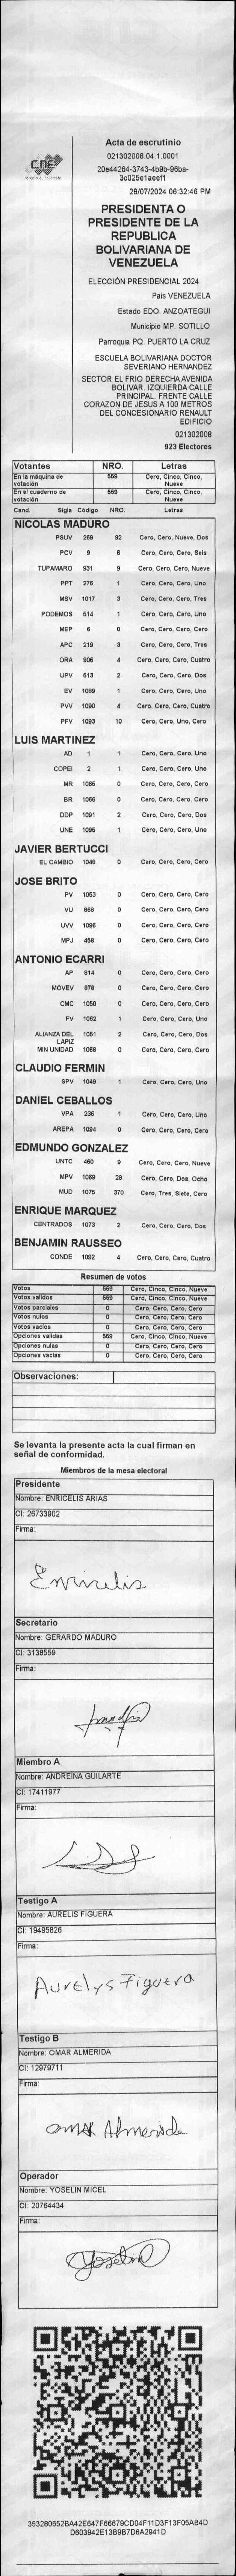 CNE
Acta de escrutinio
021302008.04.1.0001
20e44264-3743-4b9b-96ba-
3c025e1aeef1
28/07/2024 06:32:46 PM
PRESIDENTA O
PRESIDENTE DE LA
REPUBLICA
BOLIVARIANA DE
VENEZUELA
ELECCIÓN PRESIDENCIAL 2024
Pais VENEZUELA
Estado EDO. ANZOATEGUI
Municipio MP. SOTILLO
Parroquia PQ. PUERTO LA CRUZ
ESCUELA BOLIVARIANA DOCTOR
SEVERIANO HERNANDEZ
SECTOR EL FRIO DERECHA AVENIDA
BOLIVAR. IZQUIERDA CALLE
PRINCIPAL. FRENTE CALLE
CORAZON DE JESUS A 100 METROS
DEL CONCESIONARIO RENAULT
EDIFICIO
021302008
923 Electores
Votantes NRO. Letras
En la máquina de votación 559 Cero, Cinco, Cinco, Nueve
En el cuaderno de votación 559 Cero, Cinco, Cinco, Nueve
Cand. Sigla Código NRO. Letras
NICOLAS MADURO
PSUV 269 92 Cero, Cero, Nueve, Dos
PCV 9 6 Cero, Cero, Cero, Seis
TUPAMARO 931 9 Cero, Cero, Cero, Nueve
PPT 276 1 Cero, Cero, Cero, Uno
MSV 1017 3 Cero, Cero, Cero, Tres
PODEMOS 514 1 Cero, Cero, Cero, Uno
MEP 6 0 Cero, Cero, Cero, Cero
APC 219 3 Cero, Cero, Cero, Tres
ORA 906 4 Cero, Cero, Cero, Cuatro
UPV 513 2 Cero, Cero, Cero, Dos
EV 1089 1 Cero, Cero, Cero, Uno
PVV 1090 4 Cero, Cero, Cero, Cuatro
PFV 1093 10 Cero, Cero, Uno, Cero
LUIS MARTINEZ
AD 1 1 Cero, Cero, Cero, Uno
COPEI 2 1 Cero, Cero, Cero, Uno
MR 1065 0 Cero, Cero, Cero, Cero
BR 1066 0 Cero, Cero, Cero, Cero
DDP 1091 2 Cero, Cero, Cero, Dos
UNE 1095 1 Cero, Cero, Cero, Uno
JAVIER BERTUCCI
EL CAMBIO 1048 0 Cero, Cero, Cero, Cero
JOSE BRITO
PV 1053 0 Cero, Cero, Cero, Cero
VU 868 0 Cero, Cero, Cero, Cero
UVV 1096 0 Cero, Cero, Cero, Cero
MPJ 458 0 Cero, Cero, Cero, Cero
ANTONIO ECARRI
AP 814 0 Cero, Cero, Cero, Cero
MOVEV 878 0 Cero, Cero, Cero, Cero
CMC 1050 0 Cero, Cero, Cero, Cero
FV 1062 1 Cero, Cero, Cero, Uno
ALIANZA DEL LAPIZ 1061 2 Cero, Cero, Cero, Dos
MIN UNIDAD 1068 0 Cero, Cero, Cero, Cero
CLAUDIO FERMIN
SPV 1049 1 Cero, Cero, Cero, Uno
DANIEL CEBALLOS
VPA 236 1 Cero, Cero, Cero, Uno
AREPA 1094 0 Cero, Cero, Cero, Cero
EDMUNDO GONZALEZ
UNTC 460 9 Cero, Cero, Cero, Nueve
MPV 1069 28 Cero, Cero, Dos, Ocho
MUD 1075 370 Cero, Tres, Siete, Cero
ENRIQUE MARQUEZ
CENTRADOS 1073 2 Cero, Cero, Cero, Dos
BENJAMIN RAUSSEO
CONDE 1092 4 Cero, Cero, Cero, Cuatro
Resumen de votos
Votos 559 Cero, Cinco, Cinco, Nueve
Votos validos 559 Cero, Cinco, Cinco, Nueve
Votos parciales 0 Cero, Cero, Cero, Cero
Votos nulos 0 Cero, Cero, Cero, Cero
Votos vacios 0 Cero, Cero, Cero, Cero
Opciones validas 559 Cero, Cinco, Cinco, Nueve
Opciones nulas 0 Cero, Cero, Cero, Cero
Opciones vacias 0 Cero, Cero, Cero, Cero
Observaciones:
Se levanta la presente acta la cual firman en
señal de conformidad.
Miembros de la mesa electoral
Presidente
Nombre: ENRICELIS ARIAS
CI: 26733902
Firma:
Enricelis
Secretario
Nombre: GERARDO MADURO
CI: 3138559
Firma:
Miembro A
Nombre: ANDREINA GUILARTE
CI: 17411977
Firma:
Testigo A
Nombre: AURELIS FIGUERA
CI: 19495826
Firma:
Aurelys Figuera
Testigo B
Nombre: OMAR ALMERIDA
CI: 12979711
Firma:
Omar Almerida
Operador
Nombre: YOSELIN MICEL
CI: 20764434
Firma:
Yoselin
353280652BA42E647F66679CD04F11D3F13F05AB4D
D603942E13B9B7D6A2941D